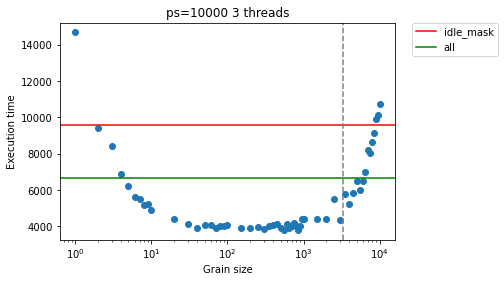 ps=10000 3 threads
idle_mask
all
Execution time
14000
12000
10000
8000
6000
4000
10⁰
10¹
10²
10³
10⁴
Grain size